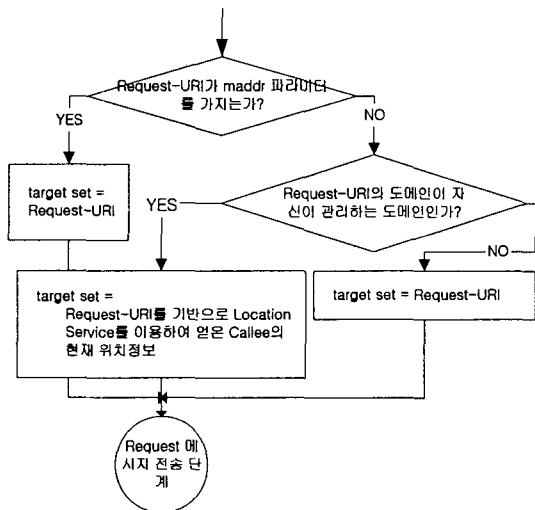 Request-URI가 maddr 파라미터
를 가지는가?
YES
NO
target set =
Request-URI
YES
Request-URI의 도메인이 자
신이 관리하는 도메인인가?
NO
target set =
Request-URI를 기반으로 Location
Service를 이용하여 얻은 Callee의
현재 위치정보
target set = Request-URI
Request 메
시지 전송 단
계